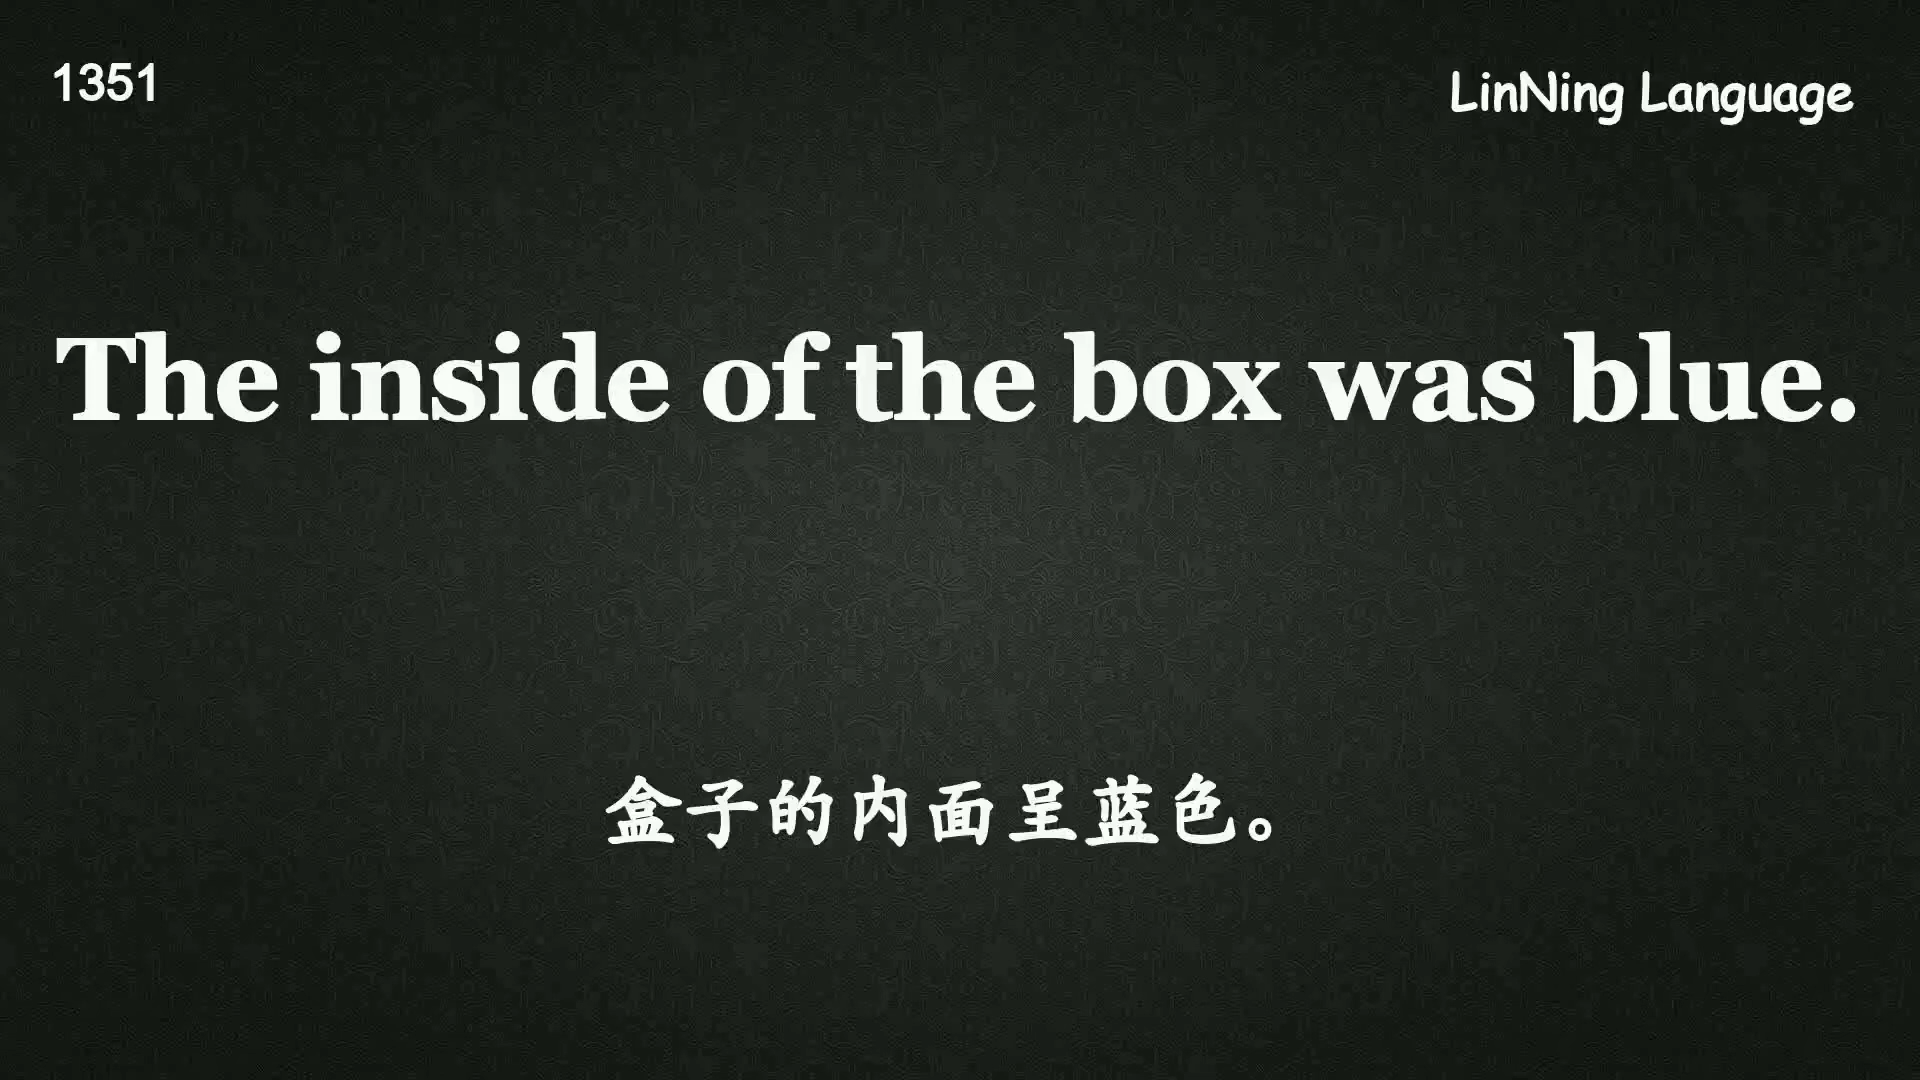 1351
LinNing Language
The inside of the box was blue.
盒子的内面呈蓝色。